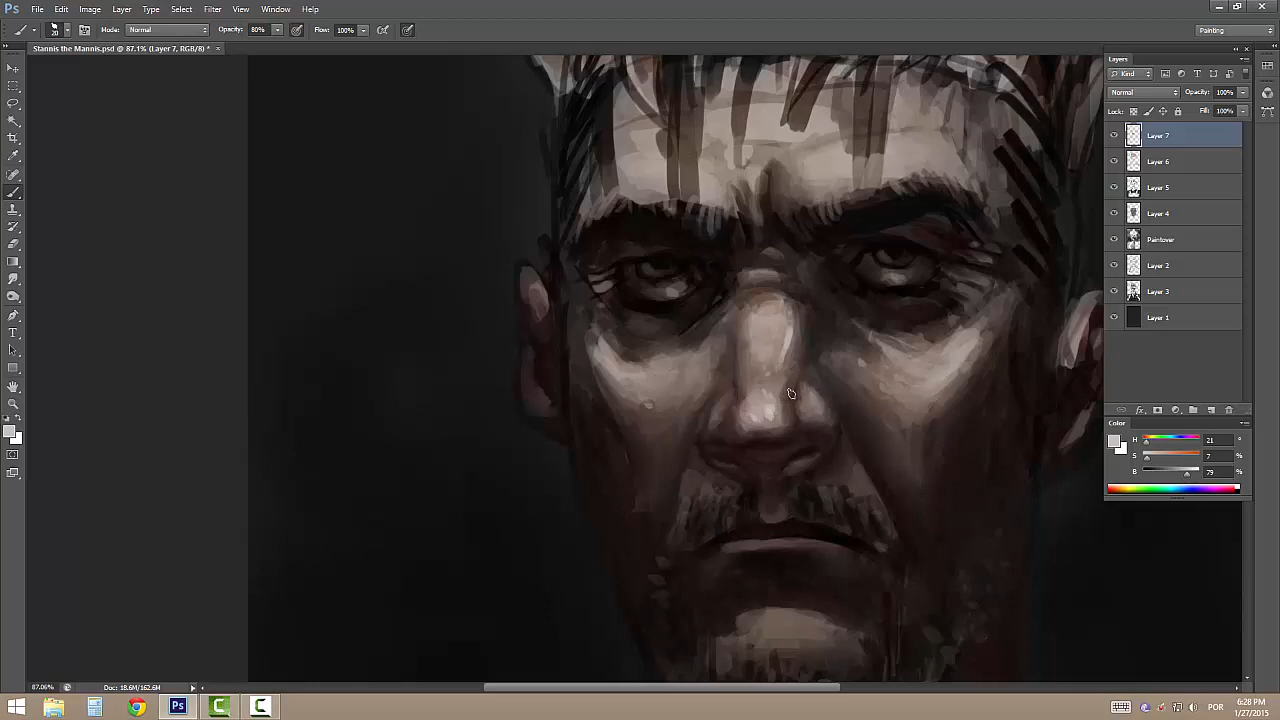 Ps File Edit Image Layer Type Select Filter View Window Help
20 Mode: Normal Opacity: 80% Flow: 100% Painting
Stannis the Mannis.psd @ 87.1% (Layer 7, RGB/8) * ×
Layers
Kind
Normal Opacity: 100%
Lock: Fill: 100%
Layer 7
Layer 6
Layer 5
Layer 4
Paintover
Layer 2
Layer 3
Layer 1
Color
H 21 °
S 7 %
B 79 %
87.06% Doc: 18.6M/162.6M
Ps POR 6:28 PM
1/27/2015